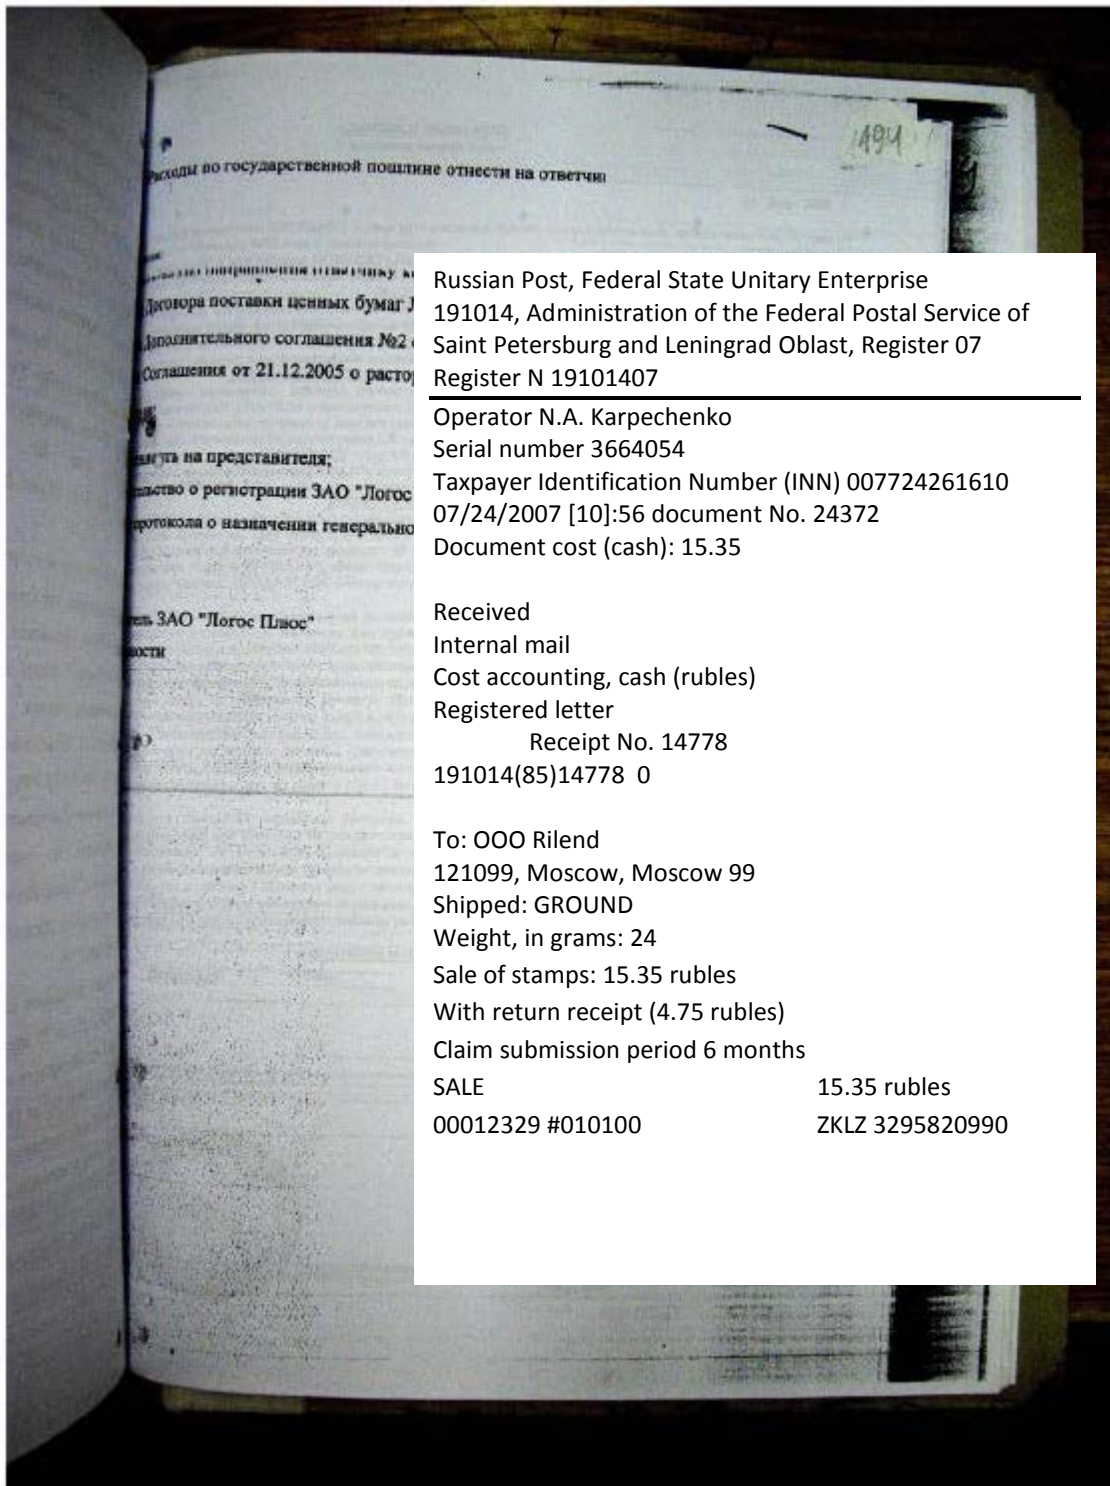 194
Расходы по государственной пошлине отнести на
Договора поставки ценных бумаг
Дополнительного соглашения №2
Соглашения от 21.12.2005 о
на представителя;
о регистрации ЗАО "Логос
протокола о назначении
ЗАО "Логос Плюс"
Russian Post, Federal State Unitary Enterprise
191014, Administration of the Federal Postal Service of
Saint Petersburg and Leningrad Oblast, Register 07
Register N 19101407
Operator N.A. Karpechenko
Serial number 3664054
Taxpayer Identification Number (INN) 007724261610
07/24/2007 [10]:56 document No. 24372
Document cost (cash): 15.35
Received
Internal mail
Cost accounting, cash (rubles)
Registered letter
Receipt No. 14778
191014(85)14778 0
To: OOO Rilend
121099, Moscow, Moscow 99
Shipped: GROUND
Weight, in grams: 24
Sale of stamps: 15.35 rubles
With return receipt (4.75 rubles)
Claim submission period 6 months
SALE 15.35 rubles
00012329 #010100 ZKLZ 3295820990